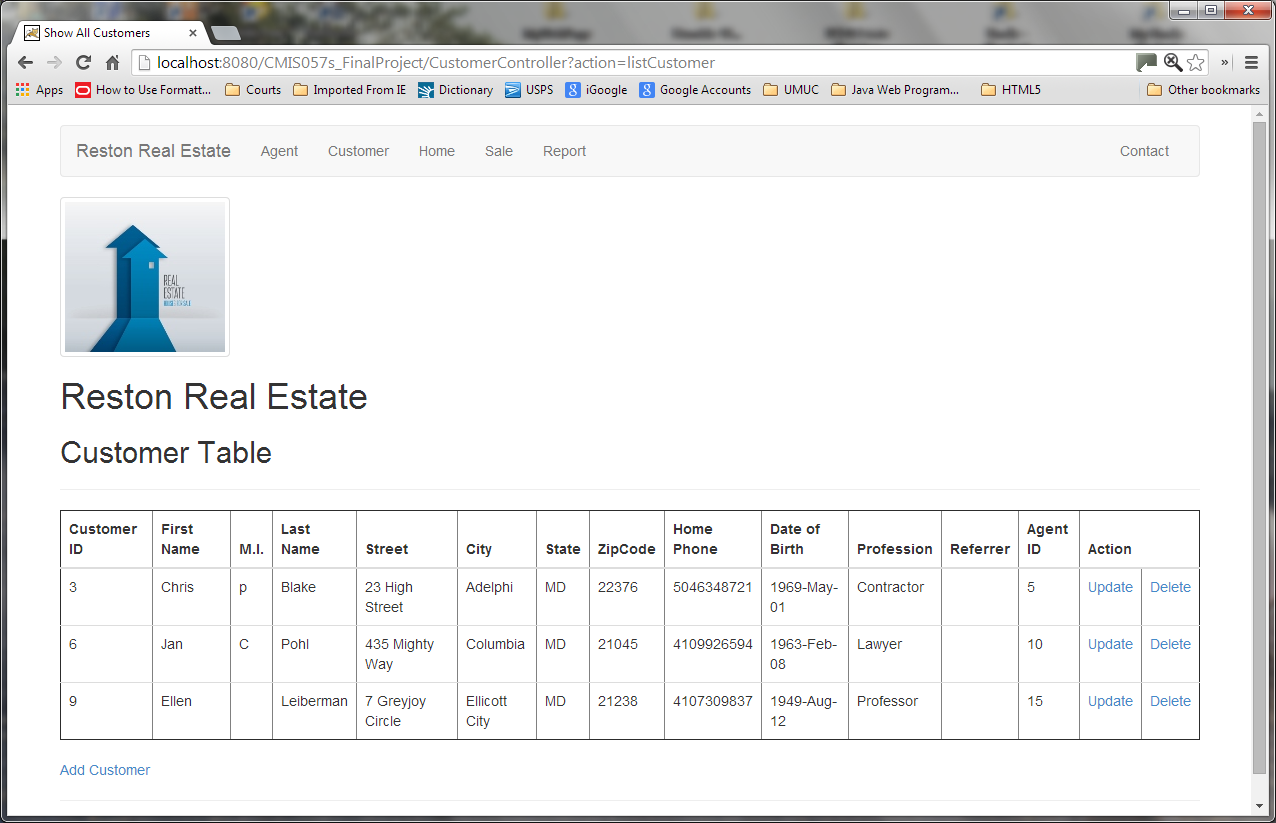 Show All Customers
localhost:8080/CMIS057s_FinalProject/CustomerController?action=listCustomer
Apps How to Use Formatt... Courts Imported From IE Dictionary USPS iGoogle Google Accounts UMUC Java Web Program... HTML5 Other bookmarks
Reston Real Estate Agent Customer Home Sale Report Contact
REAL
ESTATE
Reston Real Estate
Customer Table
Customer ID First Name M.I. Last Name Street City State ZipCode Home Phone Date of Birth Profession Referrer Agent ID Action
3 Chris p Blake 23 High Street Adelphi MD 22376 5046348721 1969-May-01 Contractor 5 Update Delete
6 Jan C Pohl 435 Mighty Way Columbia MD 21045 4109926594 1963-Feb-08 Lawyer 10 Update Delete
9 Ellen Leiberman 7 Greyjoy Circle Ellicott City MD 21238 4107309837 1949-Aug-12 Professor 15 Update Delete
Add Customer